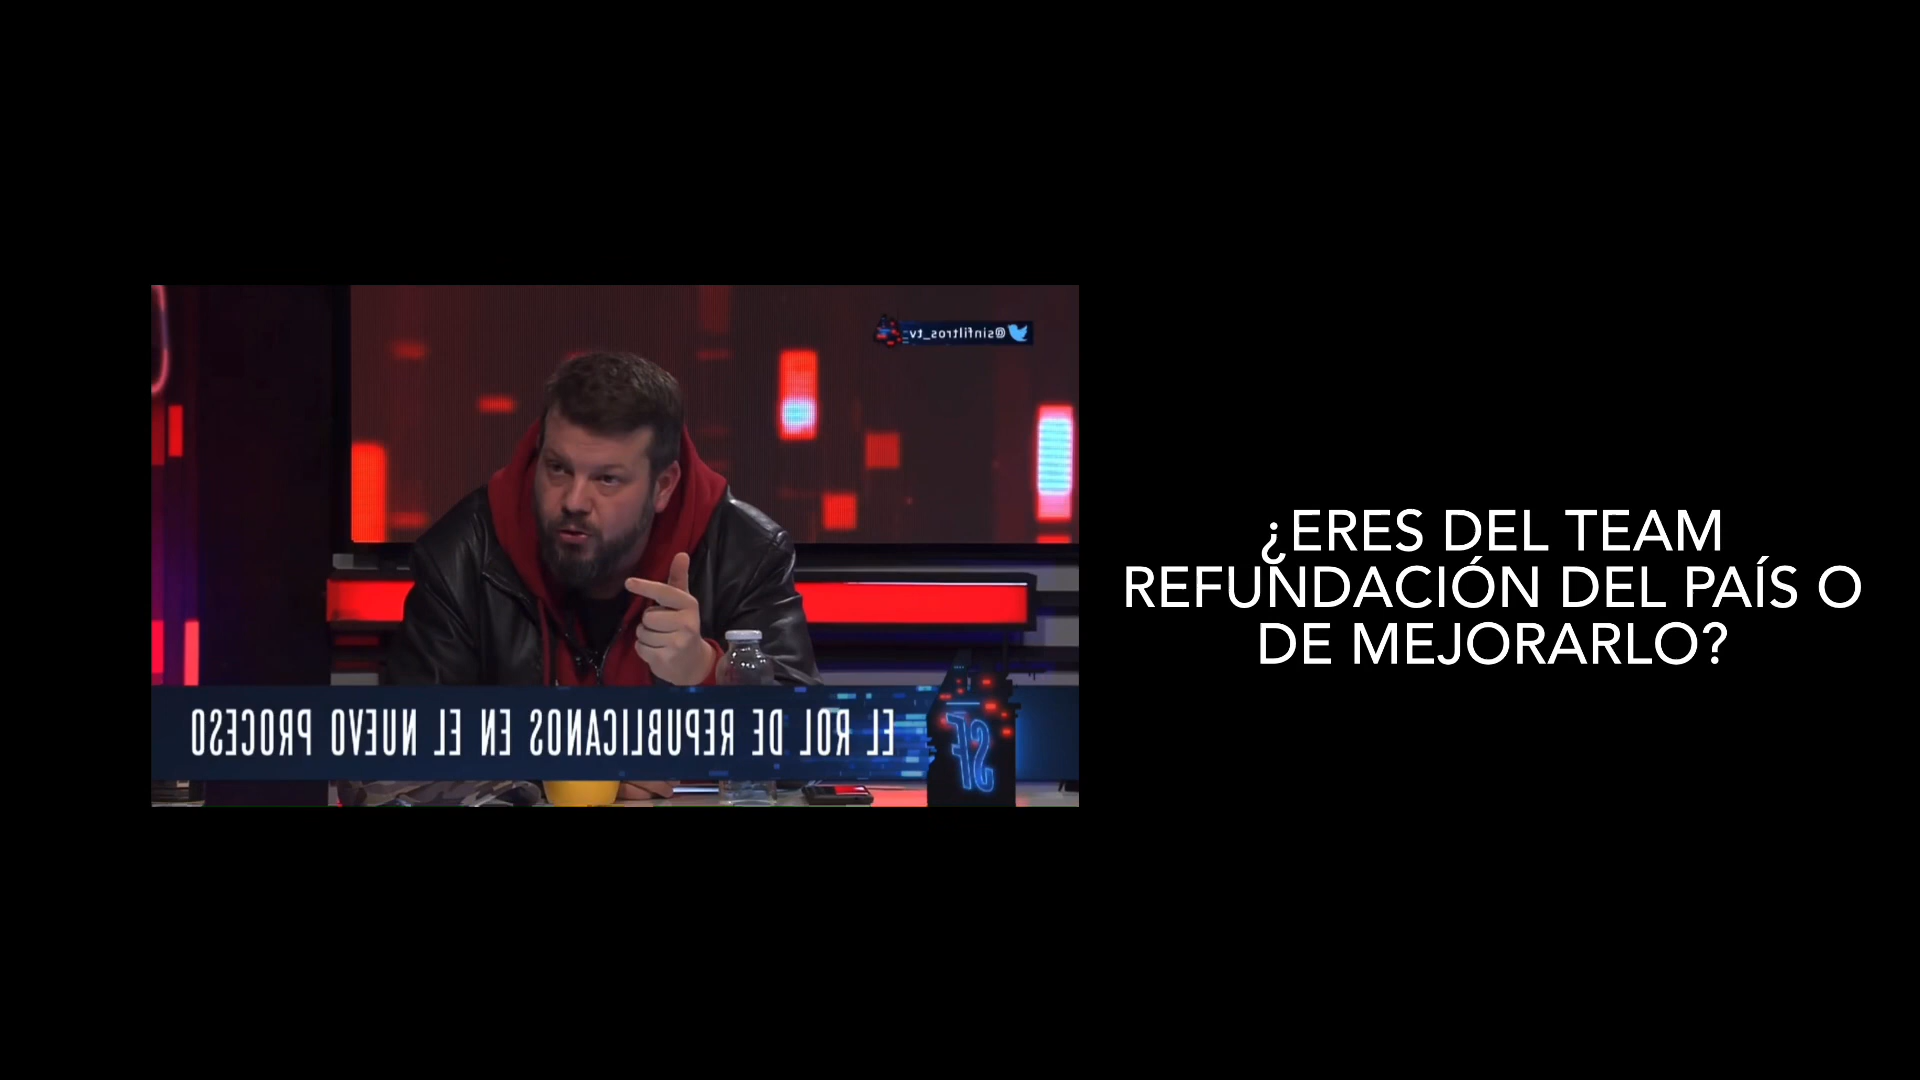 @sinfiltros_tv
EL ROL DE REPUBLICANOS EN EL NUEVO PROCESO
SF
¿ERES DEL TEAM
REFUNDACIÓN DEL PAÍS O
DE MEJORARLO?